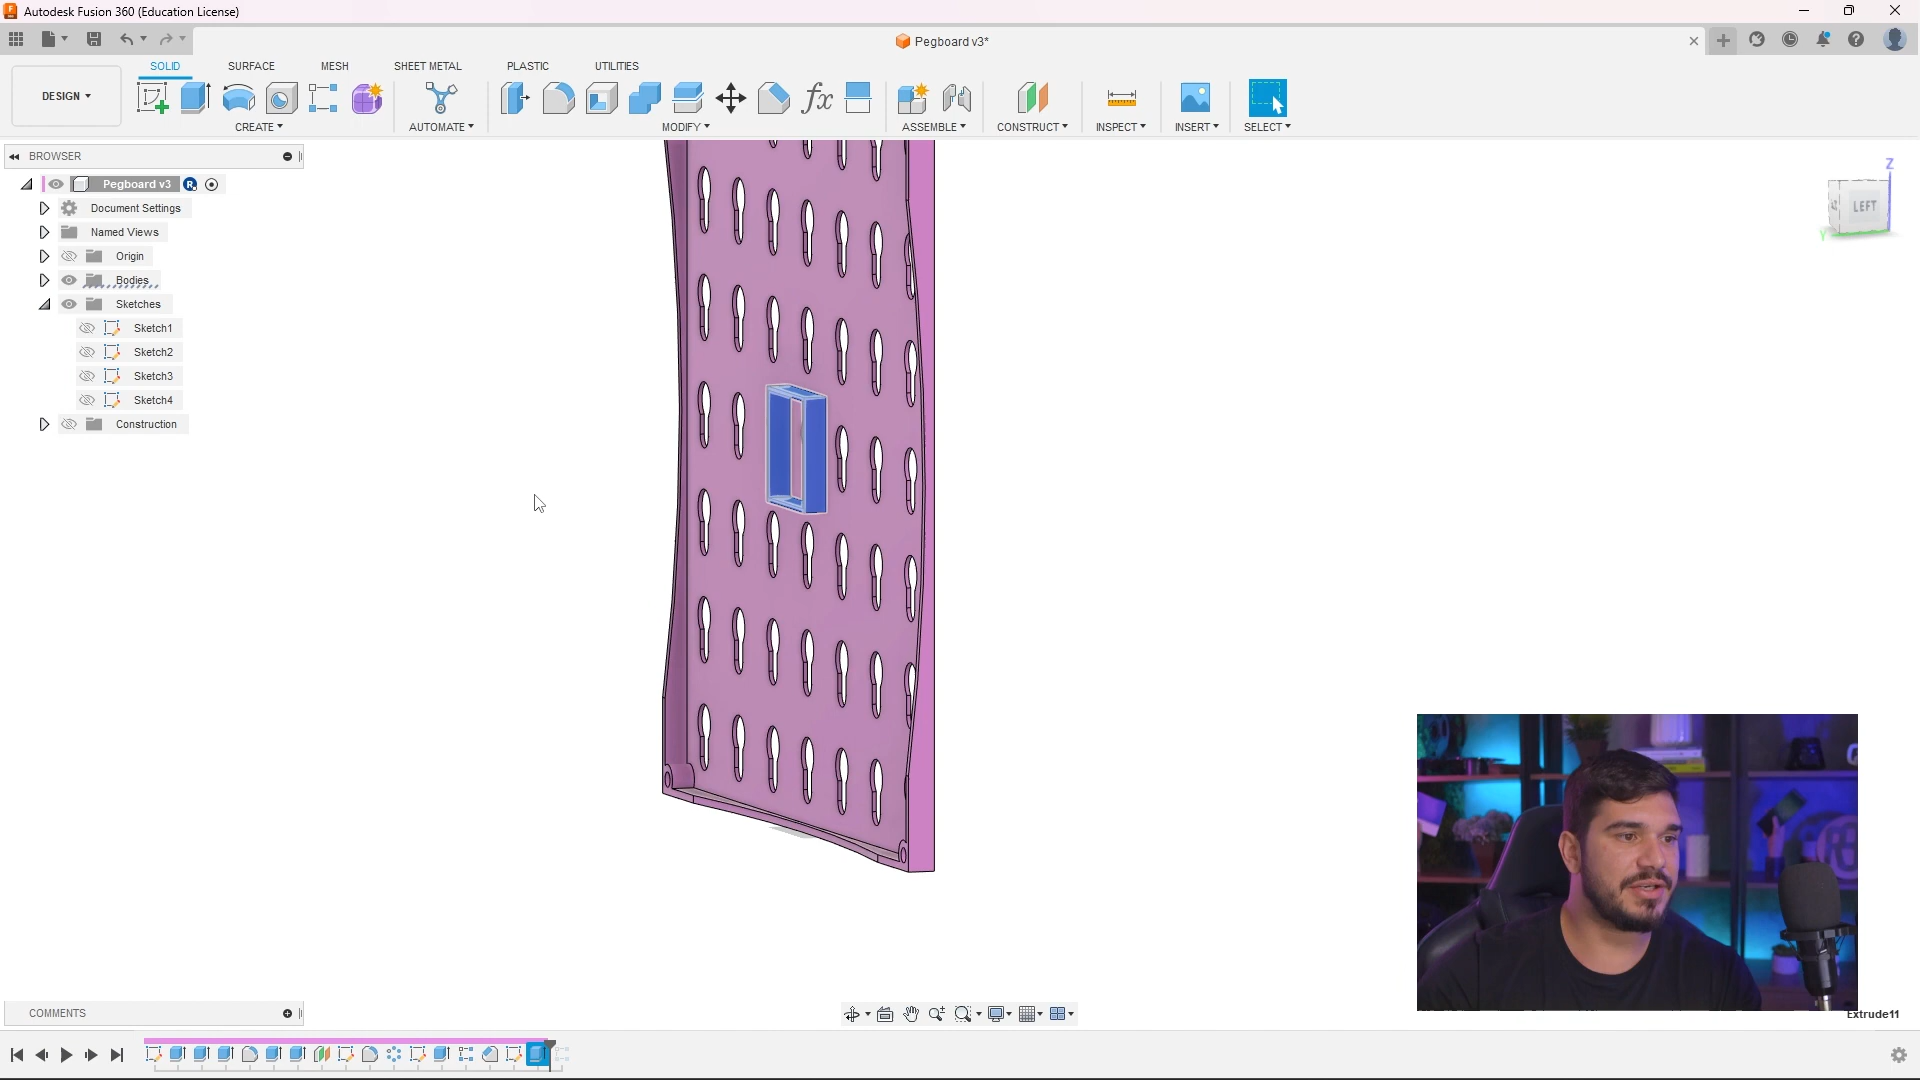 Autodesk Fusion 360 (Education License)
Pegboard v3*
SOLID SURFACE MESH SHEET METAL PLASTIC UTILITIES
DESIGN
CREATE AUTOMATE MODIFY ASSEMBLE CONSTRUCT INSPECT INSERT SELECT
fx
BROWSER
Pegboard v3
Document Settings
Named Views
Origin
Bodies
Sketches
Sketch1
Sketch2
Sketch3
Sketch4
Construction
Z
LEFT
Y
COMMENTS
Extrude11